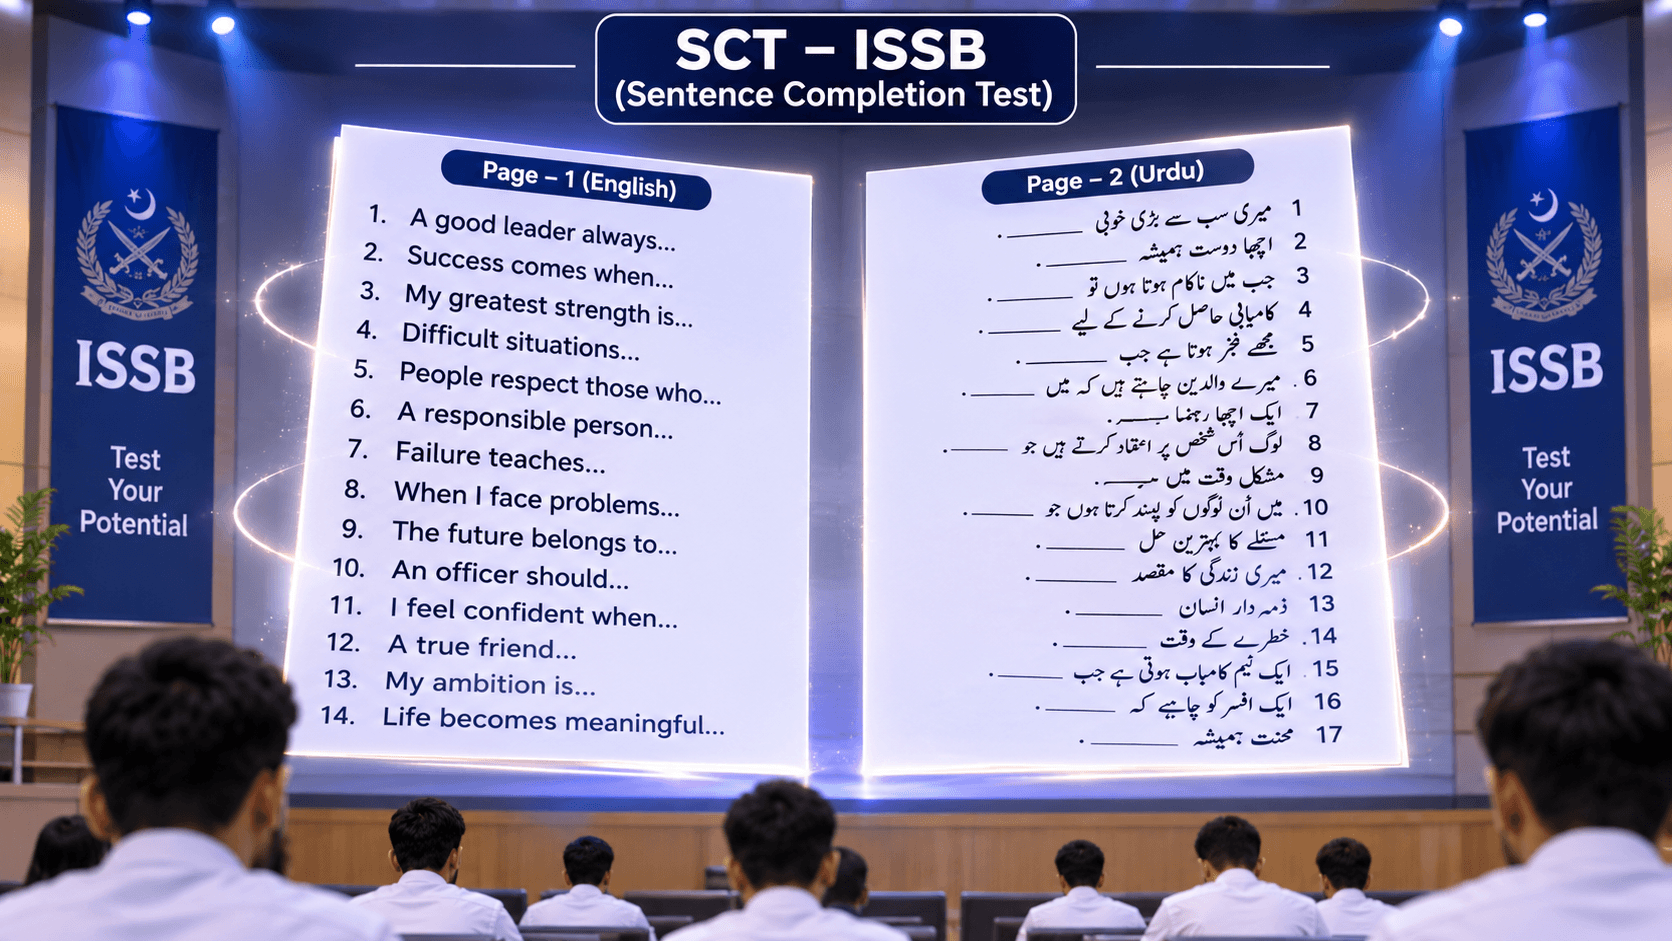 SCT – ISSB
(Sentence Completion Test)
ISSB
Test
Your
Potential
Page – 1 (English)
1. A good leader always...
2. Success comes when...
3. My greatest strength is...
4. Difficult situations...
5. People respect those who...
6. A responsible person...
7. Failure teaches...
8. When I face problems...
9. The future belongs to...
10. An officer should...
11. I feel confident when...
12. A true friend...
13. My ambition is...
14. Life becomes meaningful...
Page – 2 (Urdu)
1 میری سب سے بڑی خوبی ______ .
2 اچھا دوست ہمیشہ ______ .
3 جب میں ناکام ہوتا ہوں تو ______ .
4 کامیابی حاصل کرنے کے لیے ______ .
5 مجھے فخر ہوتا ہے جب ______ .
6 . میرے والدین چاہتے ہیں کہ میں ______ .
7 . ایک اچھا رہنما ______ .
8 لوگ اُس شخص پر اعتماد کرتے ہیں جو ______ .
9 مشکل وقت میں ______ .
10 . میں اُن لوگوں کو پسند کرتا ہوں جو ______ .
11 مسئلے کا بہترین حل ______ .
12 . میری زندگی کا مقصد ______ .
13 ذمہ دار انسان ______ .
14 . خطرے کے وقت ______ .
15 . ایک ٹیم کامیاب ہوتی ہے جب ______ .
16 ایک افسر کو چاہیے کہ ______ .
17 محنت ہمیشہ ______ .
ISSB
Test
Your
Potential